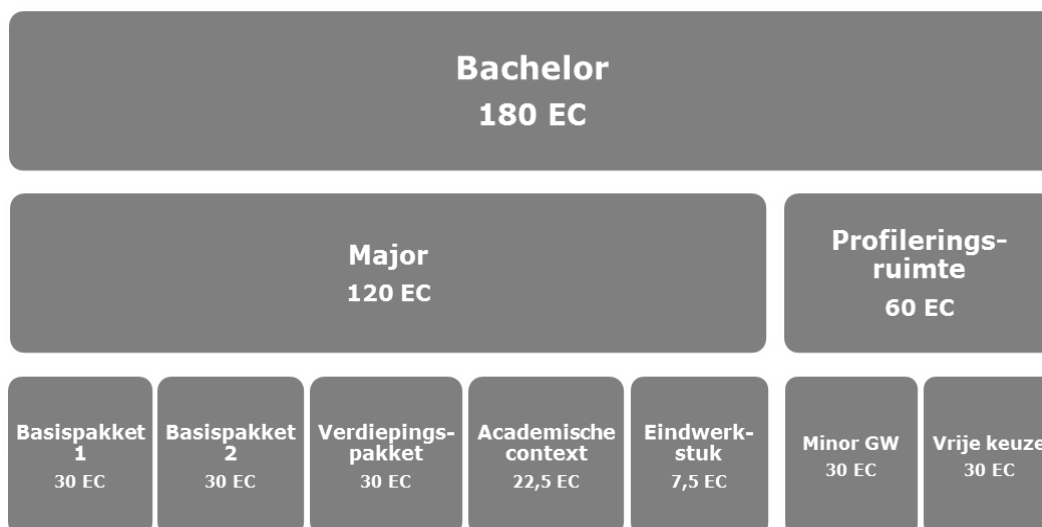 Bachelor
180 EC
Major
120 EC
Profilerings-
ruimte
60 EC
Basispakket
1
30 EC
Basispakket
2
30 EC
Verdiepings-
pakket
30 EC
Academische
context
22,5 EC
Eindwerk-
stuk
7,5 EC
Minor GW
30 EC
Vrije keuze
30 EC